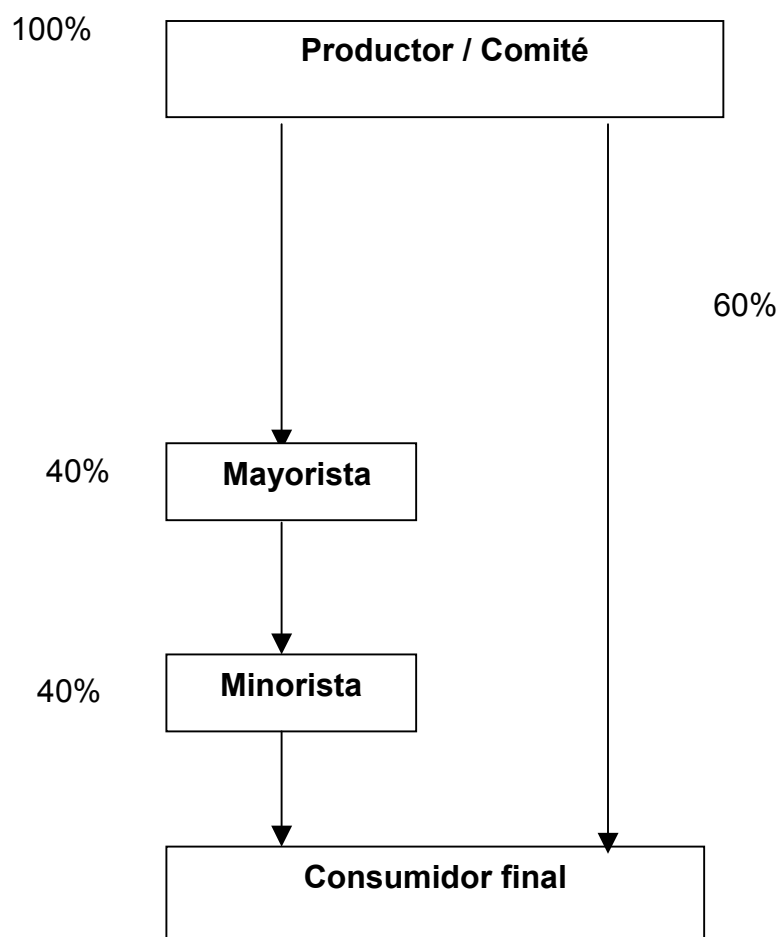 100%
Productor / Comité
60%
40%
Mayorista
40%
Minorista
Consumidor final